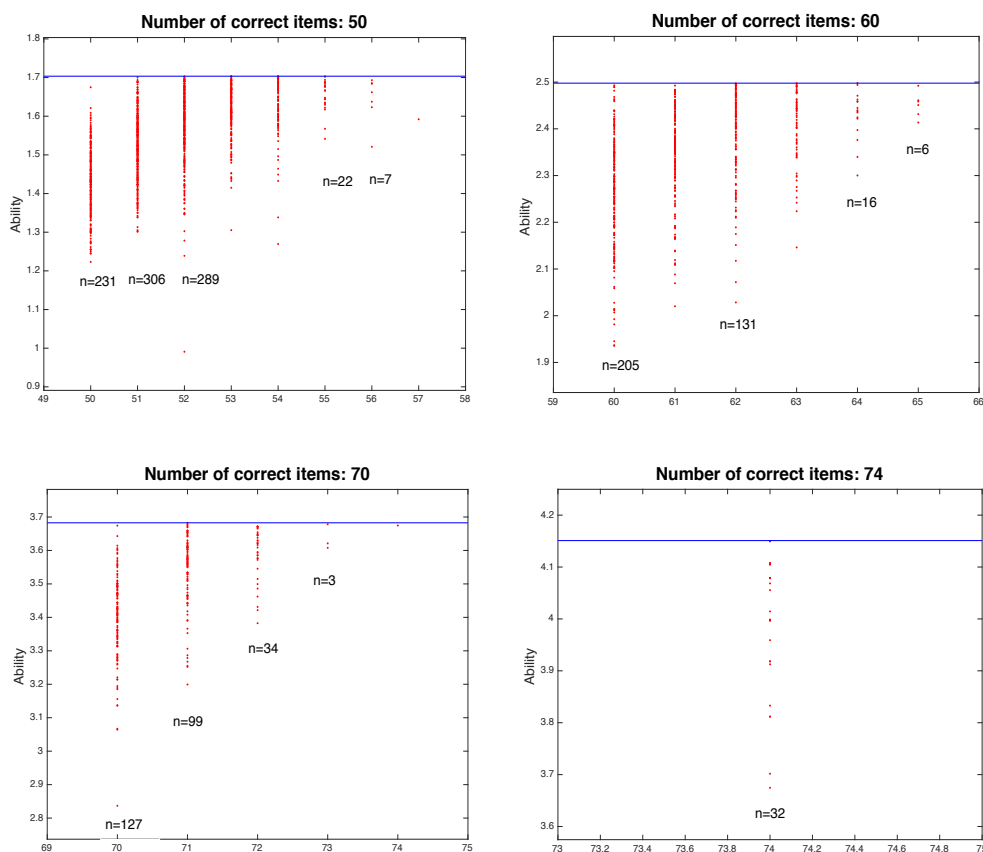 Number of correct items: 50
1.8
1.7
1.6
1.5
1.4
1.3
1.2
1.1
1
0.9
Ability
n=231
n=306
n=289
n=22
n=7
49 50 51 52 53 54 55 56 57 58
Number of correct items: 60
2.5
2.4
2.3
2.2
2.1
2
1.9
Ability
n=205
n=131
n=16
n=6
59 60 61 62 63 64 65 66
Number of correct items: 70
3.7
3.6
3.5
3.4
3.3
3.2
3.1
3
2.9
2.8
Ability
n=127
n=99
n=34
n=3
69 70 71 72 73 74 75
Number of correct items: 74
4.2
4.1
4
3.9
3.8
3.7
3.6
Ability
n=32
73 73.2 73.4 73.6 73.8 74 74.2 74.4 74.6 74.8 75